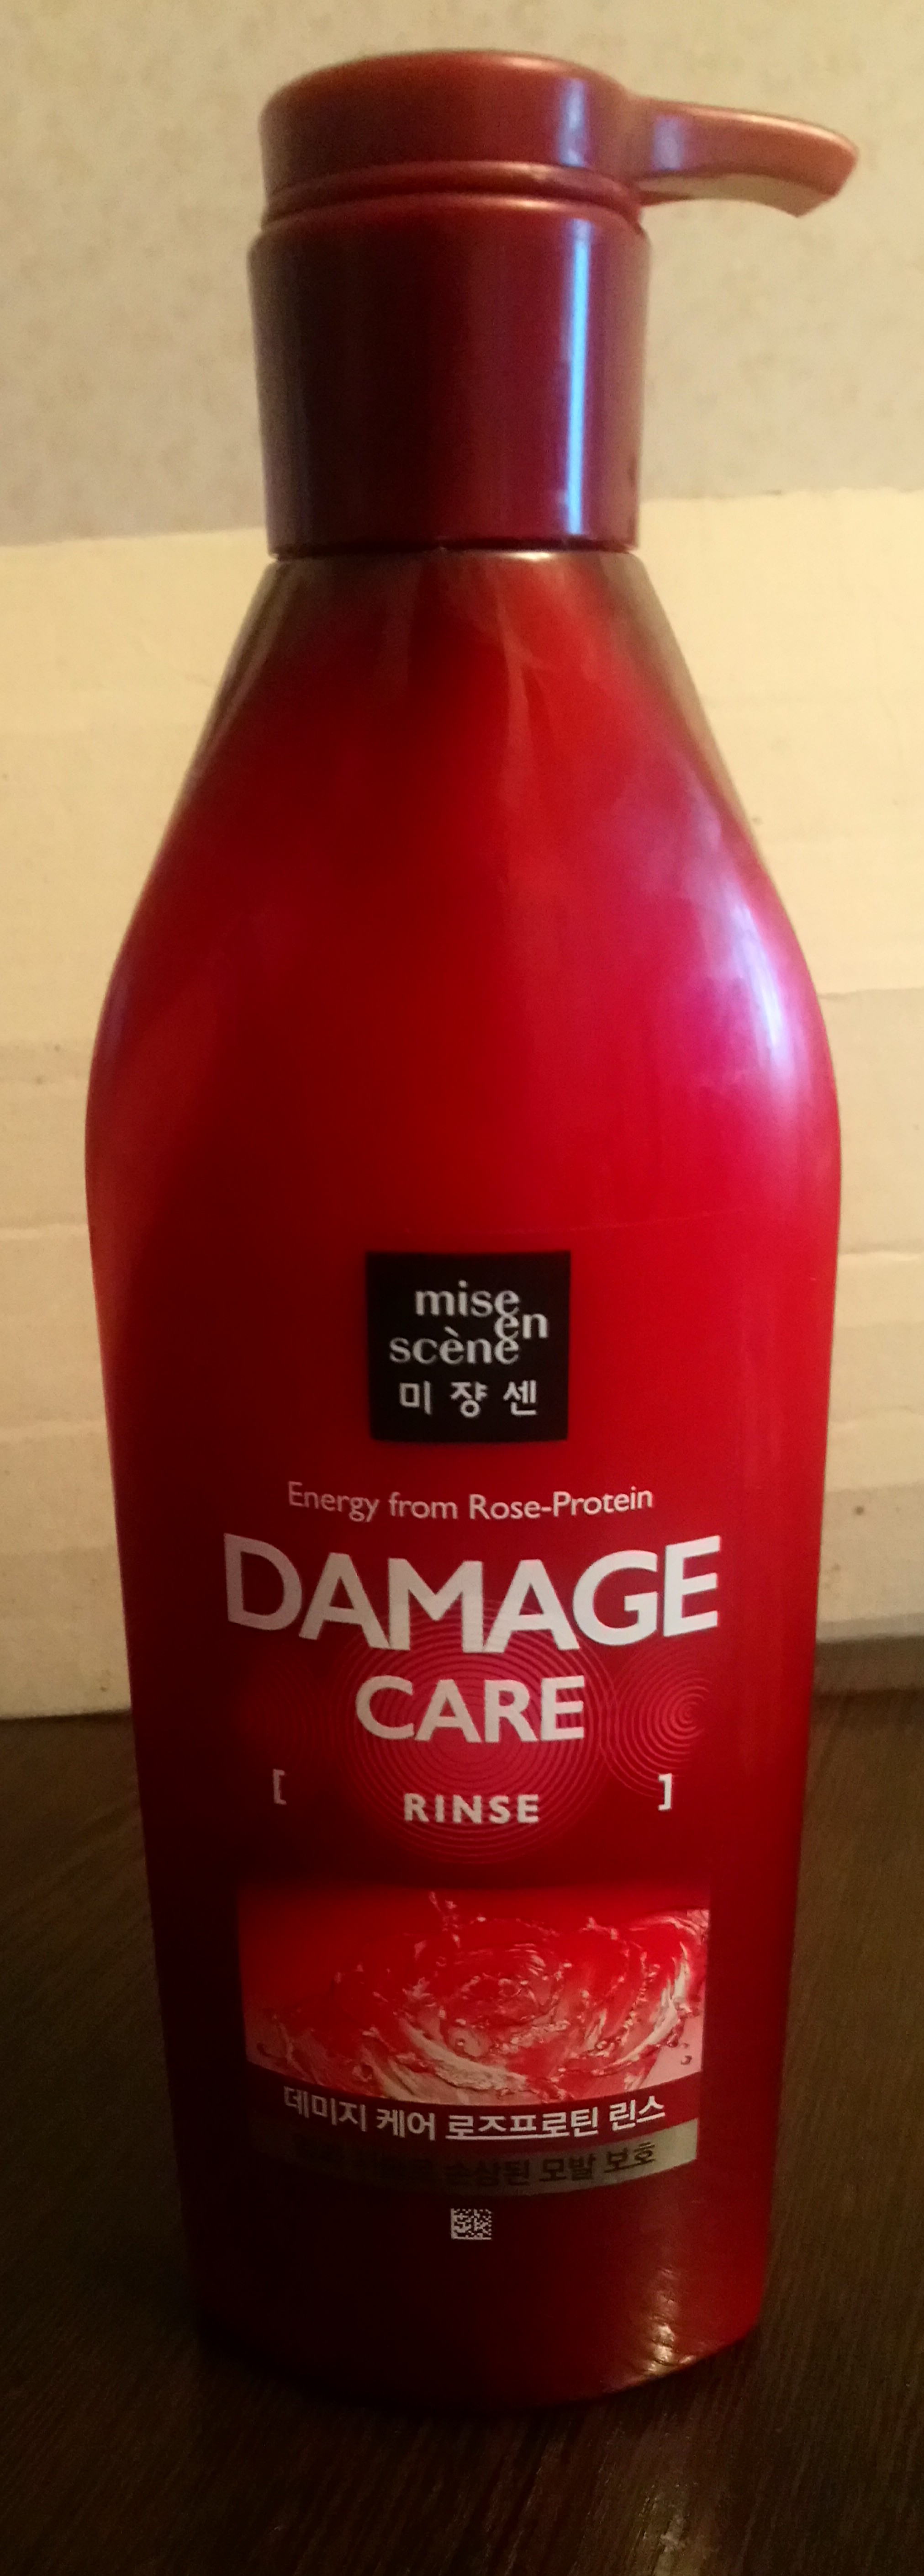 mise
en
scène
미쟝센
Energy from Rose-Protein
DAMAGE
CARE
[ RINSE ]
데미지 케어 로즈프로틴 린스
손상된 모발 보호